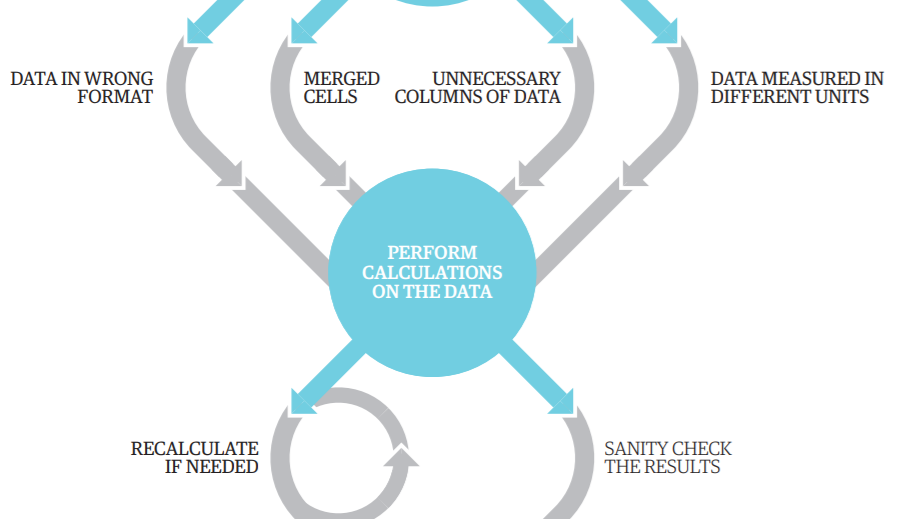 DATA IN WRONG
FORMAT
MERGED
CELLS
UNNECESSARY
COLUMNS OF DATA
DATA MEASURED IN
DIFFERENT UNITS
PERFORM
CALCULATIONS
ON THE DATA
RECALCULATE
IF NEEDED
SANITY CHECK
THE RESULTS